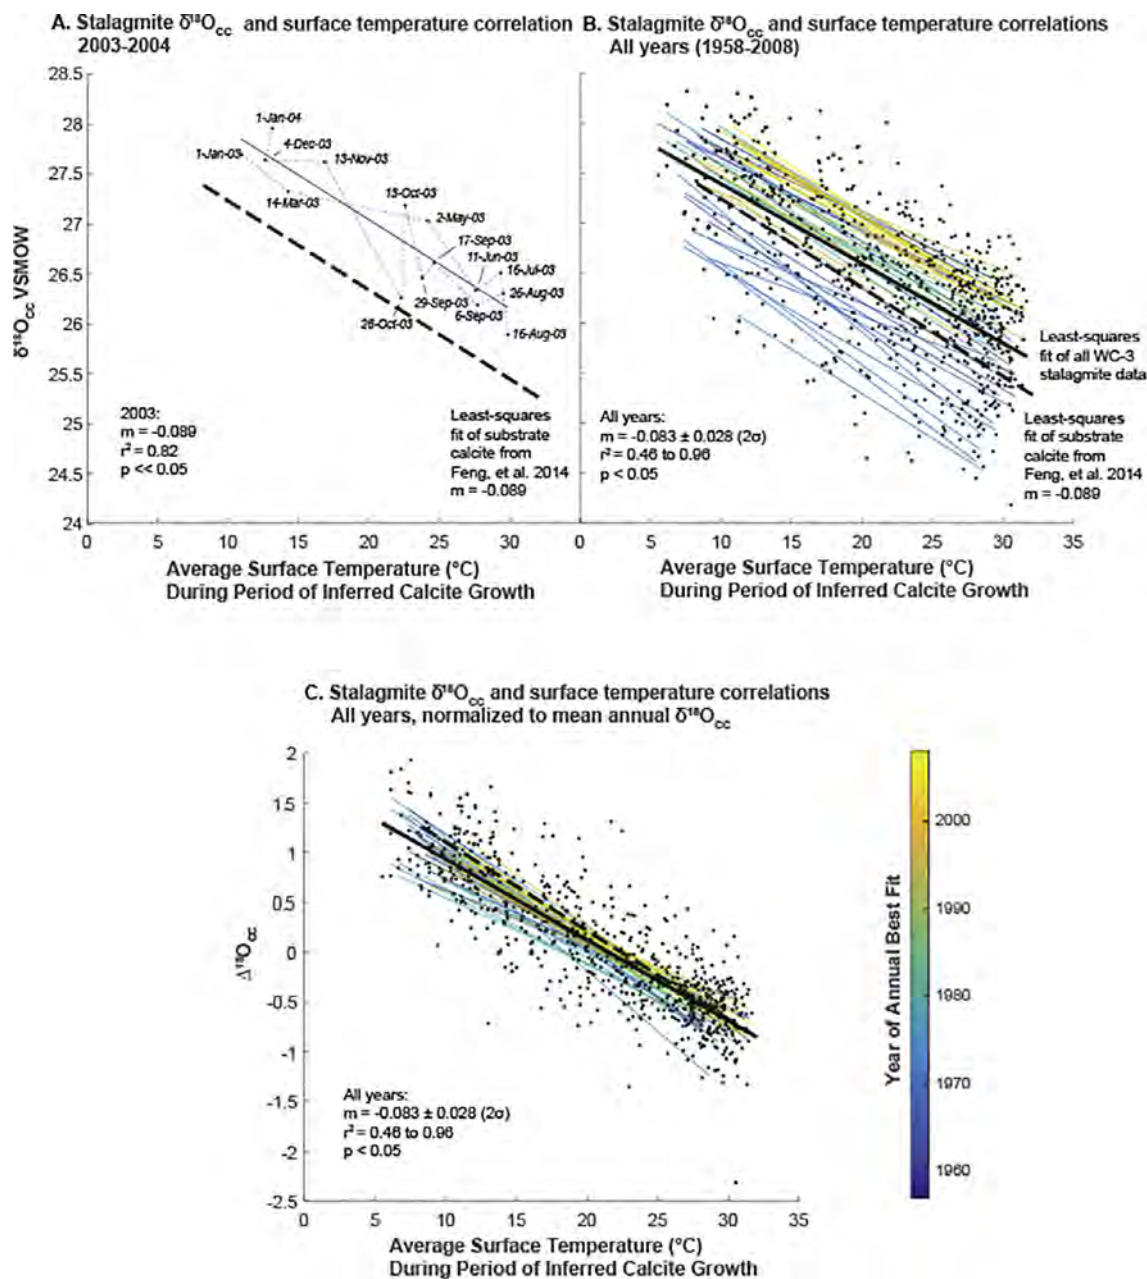 A. Stalagmite δ¹⁸Occ and surface temperature correlation
2003-2004
B. Stalagmite δ¹⁸Occ and surface temperature correlations
All years (1958-2008)
δ¹⁸Occ VSMOW
28.5
28
27.5
27
26.5
26
25.5
25
24.5
24
1-Jan-04
4-Dec-03
1-Jan-03
13-Nov-03
14-Mar-03
13-Oct-03
2-May-03
17-Sep-03
11-Jun-03
16-Jul-03
26-Aug-03
29-Sep-03
6-Sep-03
26-Oct-03
16-Aug-03
2003:
m = -0.089
r² = 0.82
p << 0.05
Least-squares
fit of substrate
calcite from
Feng, et al. 2014
m = -0.089
0 5 10 15 20 25 30
Average Surface Temperature (°C)
During Period of Inferred Calcite Growth
Least-squares
fit of all WC-3
stalagmite data
All years:
m = -0.083 ± 0.028 (2σ)
r² = 0.46 to 0.96
p < 0.05
Least-squares
fit of substrate
calcite from
Feng, et al. 2014
m = -0.089
0 5 10 15 20 25 30 35
Average Surface Temperature (°C)
During Period of Inferred Calcite Growth
C. Stalagmite δ¹⁸Occ and surface temperature correlations
All years, normalized to mean annual δ¹⁸Occ
Δ¹⁸Occ
2
1.5
1
0.5
0
-0.5
-1
-1.5
-2
-2.5
All years:
m = -0.083 ± 0.028 (2σ)
r² = 0.46 to 0.96
p < 0.05
0 5 10 15 20 25 30 35
Average Surface Temperature (°C)
During Period of Inferred Calcite Growth
Year of Annual Best Fit
2000
1990
1980
1970
1960